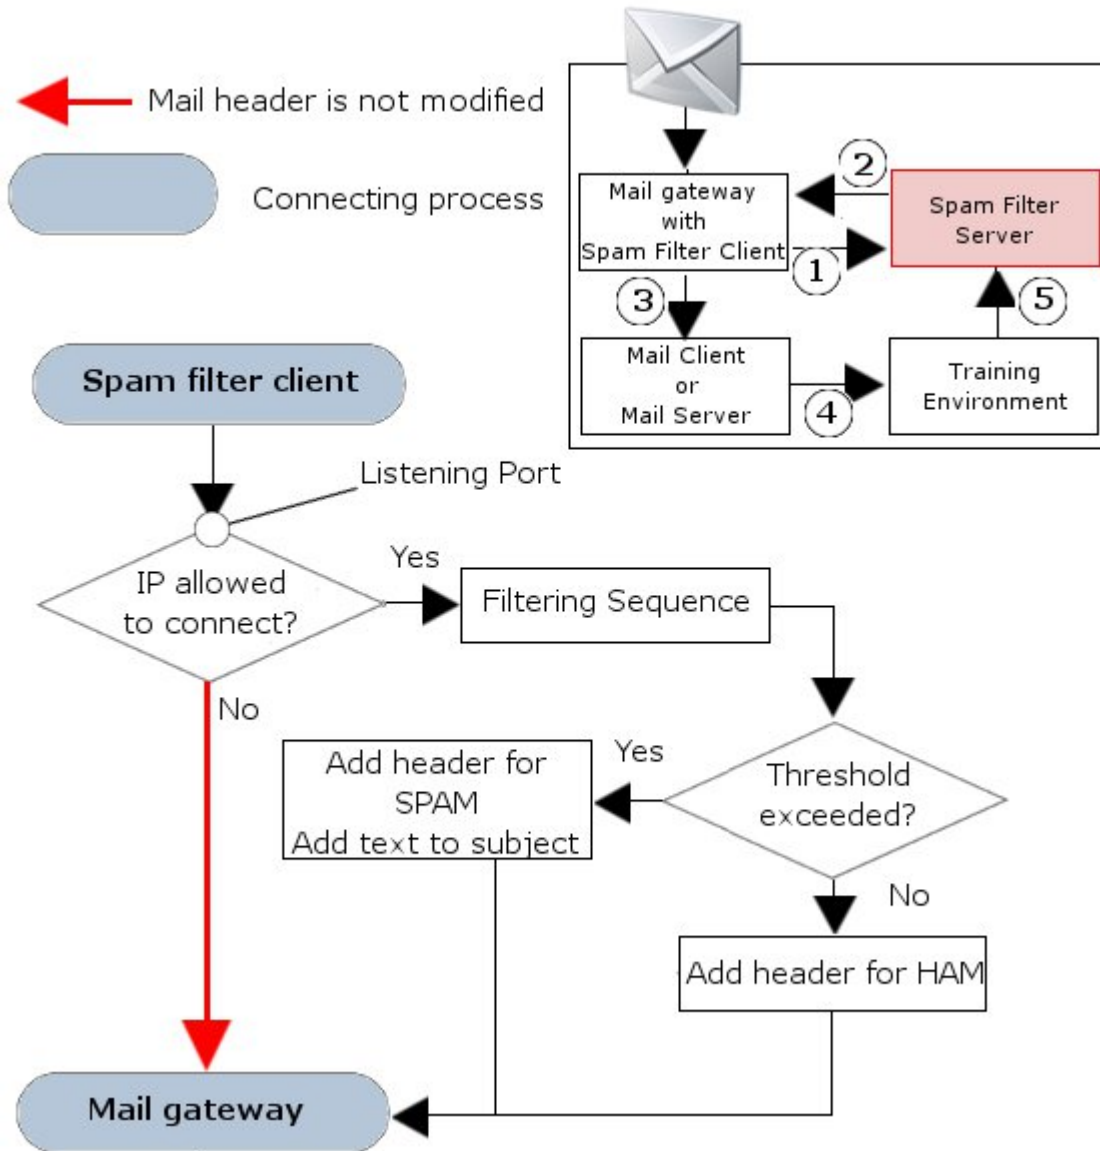 Mail header is not modified
Connecting process
Mail gateway
with
Spam Filter Client
2
Spam Filter
Server
1
3
5
Mail Client
or
Mail Server
4
Training
Environment
Spam filter client
Listening Port
IP allowed
to connect?
Yes
Filtering Sequence
No
Add header for
SPAM
Add text to subject
Yes
Threshold
exceeded?
No
Add header for HAM
Mail gateway